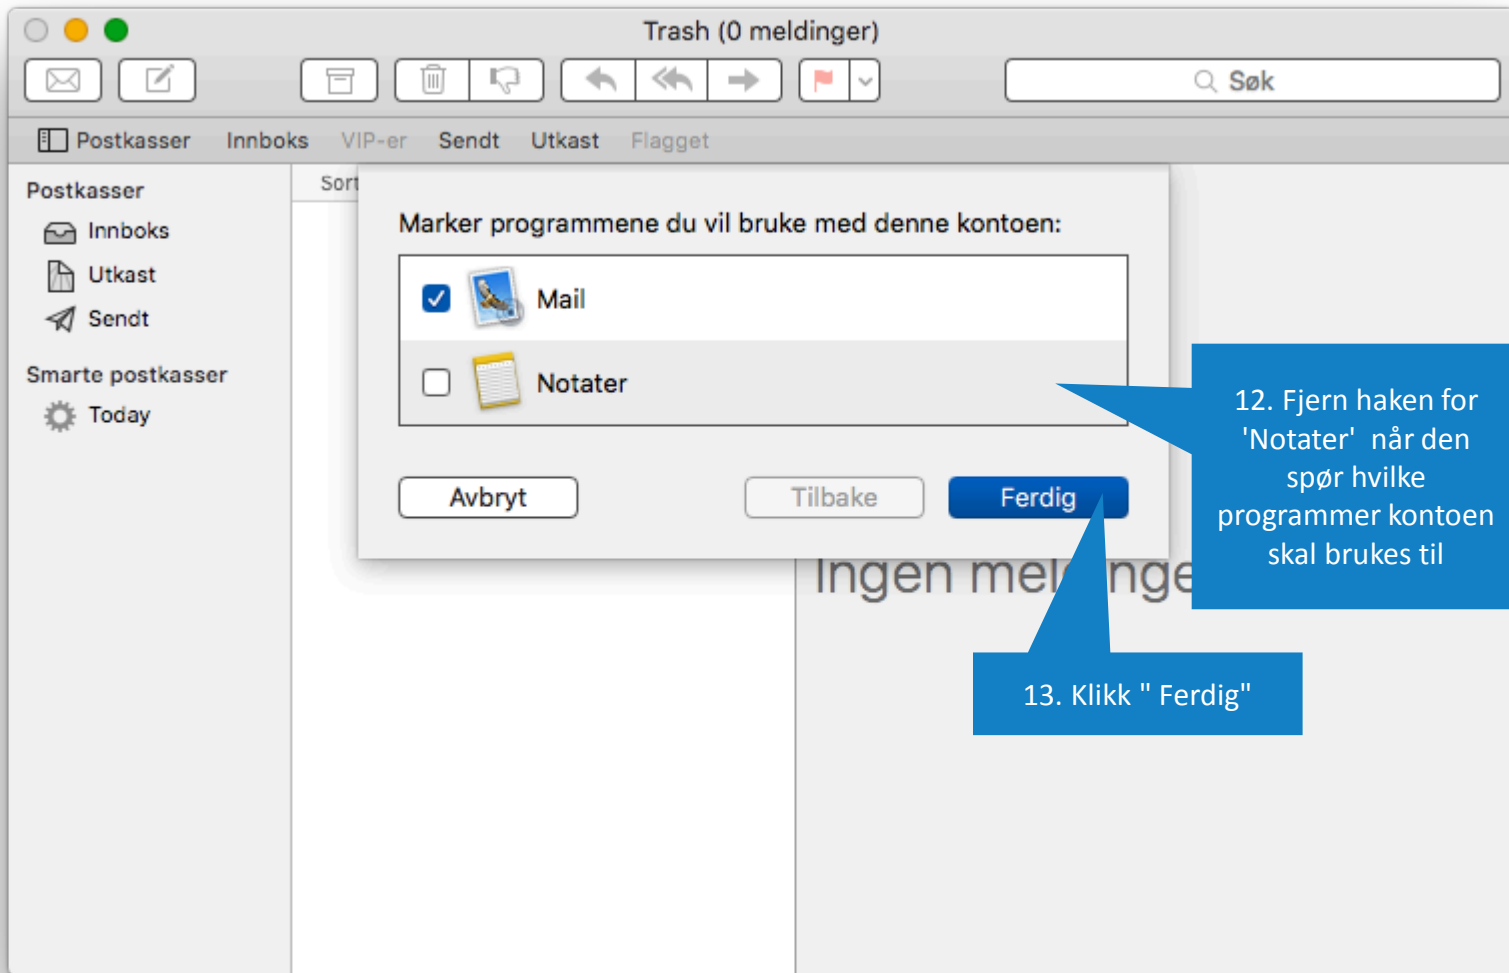 Trash (0 meldinger)
Søk
Postkasser Innboks VIP-er Sendt Utkast Flagget
Postkasser
Innboks
Utkast
Sendt
Smarte postkasser
Today
Sort
Marker programmene du vil bruke med denne kontoen:
Mail
Notater
Avbryt Tilbake Ferdig
Ingen
12. Fjern haken for
'Notater' når den
spør hvilke
programmer kontoen
skal brukes til
13. Klikk " Ferdig"